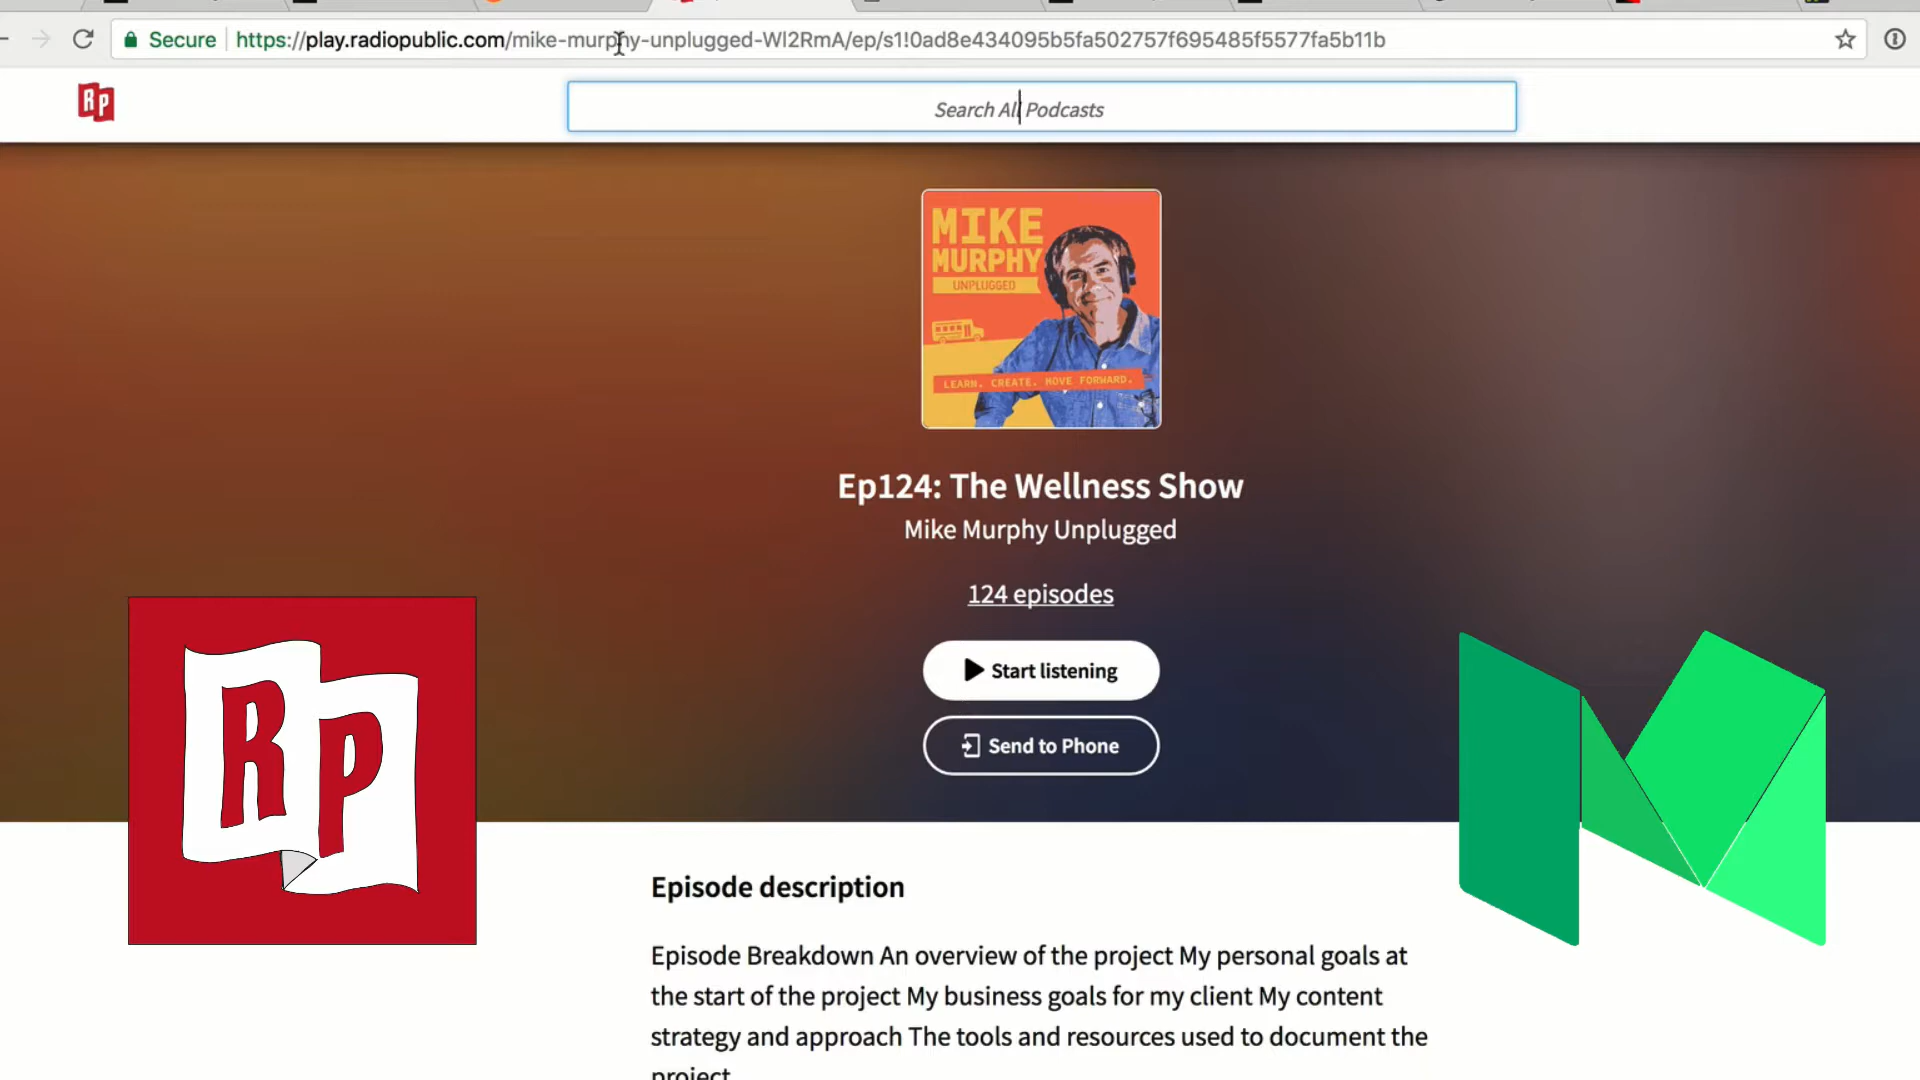 Secure
https://play.radiopublic.com/mike-murphy-unplugged-Wl2RmA/ep/s1!0ad8e434095b5fa502757f695485f5577fa5b11b
RP
Search All Podcasts
MIKE
MURPHY
UNPLUGGED
LEARN. CREATE. MOVE FORWARD.
Ep124: The Wellness Show
Mike Murphy Unplugged
124 episodes
Start listening
Send to Phone
RP
Episode description
Episode Breakdown An overview of the project My personal goals at
the start of the project My business goals for my client My content
strategy and approach The tools and resources used to document the
project